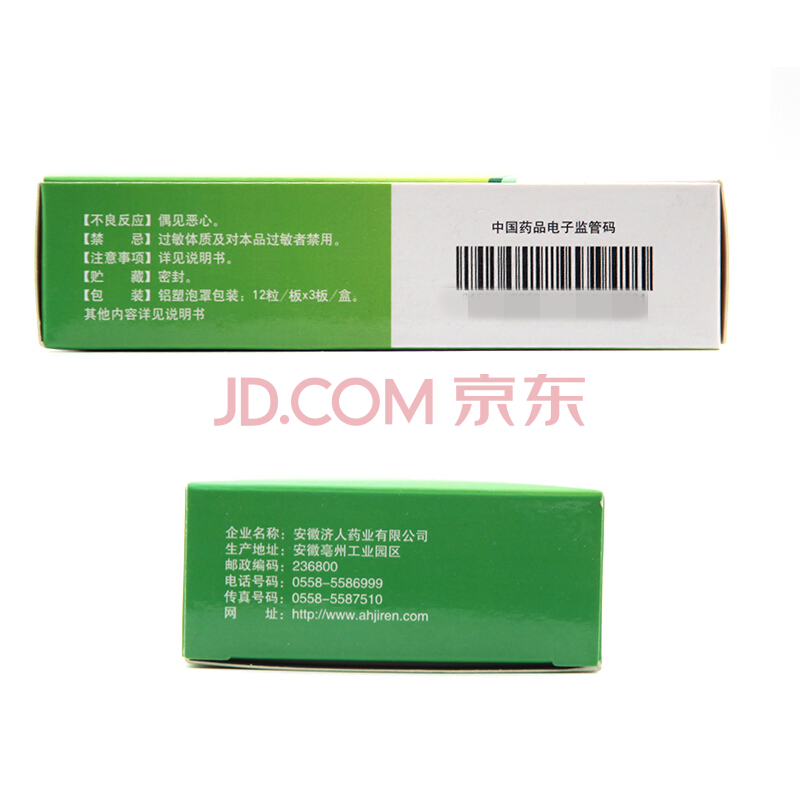 【不良反应】偶见恶心。
【禁　　忌】过敏体质及对本品过敏者禁用。
【注意事项】详见说明书。
【贮　　藏】密封。
【包　　装】铝塑泡罩包装；12粒/板x3板/盒。
其他内容详见说明书
中国药品电子监管码
JD.COM 京东
企业名称：安徽济人药业有限公司
生产地址：安徽亳州工业园区
邮政编码：236800
电话号码：0558-5586999
传真号码：0558-5587510
网　　址：http://www.ahjiren.com